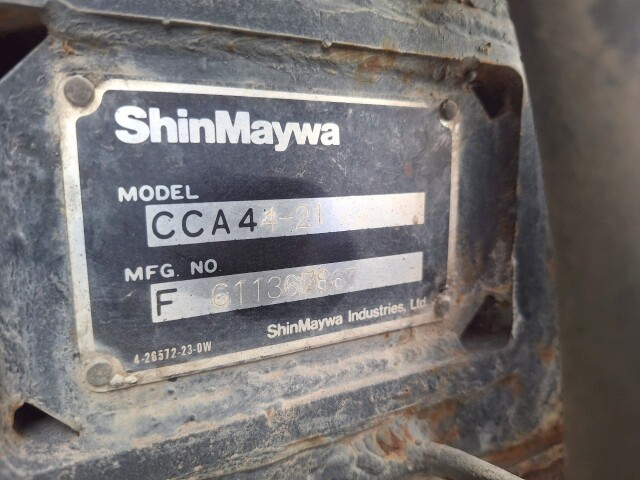 ShinMaywa
MODEL
CCA44-21
MFG. NO.
F
ShinMaywa Industries, Ltd.
4-26572-23-0W